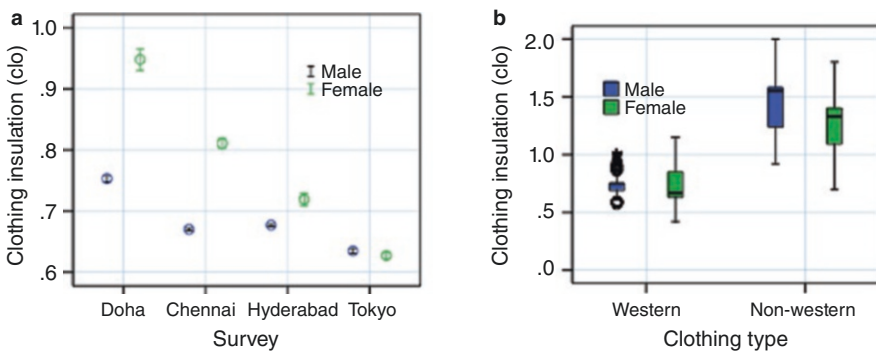 a
Clothing insulation (clo)
1.0
.9
.8
.7
.6
Male
Female
Doha Chennai Hyderabad Tokyo
Survey
b
Clothing insulation (clo)
2.0
1.5
1.0
.5
.0
Male
Female
Western Non-western
Clothing type